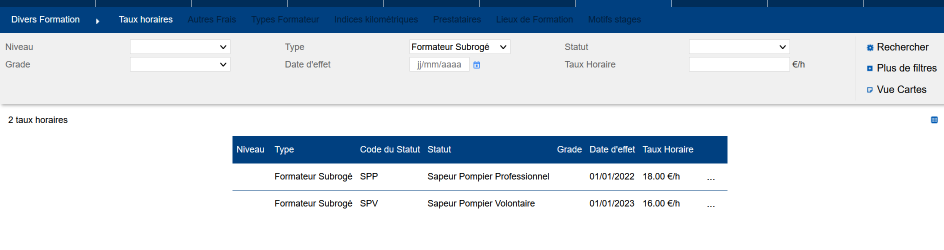 Divers Formation Taux horaires Autres Frais Types Formateur Indices kilométriques Prestataires Lieux de Formation Motifs stages
Niveau Type Formateur Subrogé Statut Rechercher
Grade Date d'effet jj/mm/aaaa Taux Horaire €/h Plus de filtres
Vue Cartes
2 taux horaires
Niveau Type Code du Statut Statut Grade Date d'effet Taux Horaire
Formateur Subrogé SPP Sapeur Pompier Professionnel 01/01/2022 18.00 €/h ...
Formateur Subrogé SPV Sapeur Pompier Volontaire 01/01/2023 16.00 €/h ...